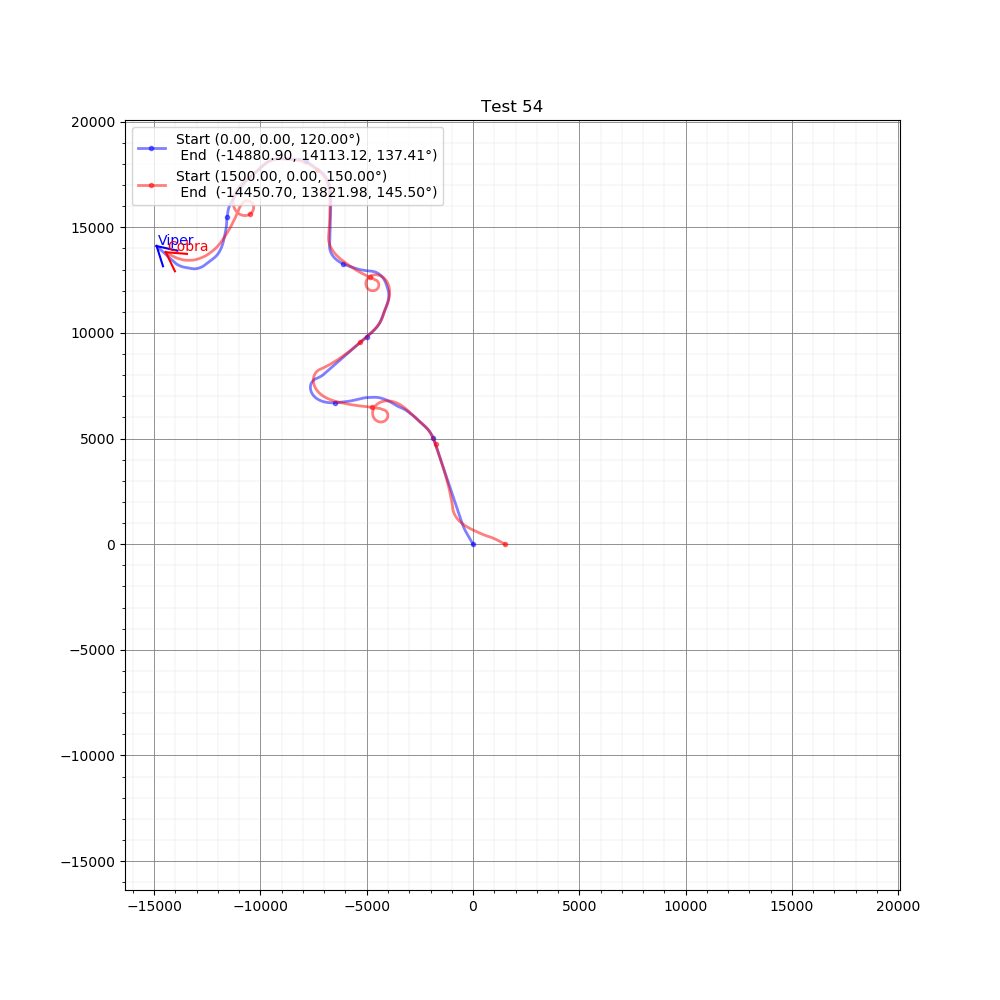 Test 54
20000
15000
10000
5000
0
−5000
−10000
−15000
Start (0.00, 0.00, 120.00°)
End  (-14880.90, 14113.12, 137.41°)
Start (1500.00, 0.00, 150.00°)
End  (-14450.70, 13821.98, 145.50°)
Viper
Cobra
−15000 −10000 −5000 0 5000 10000 15000 20000